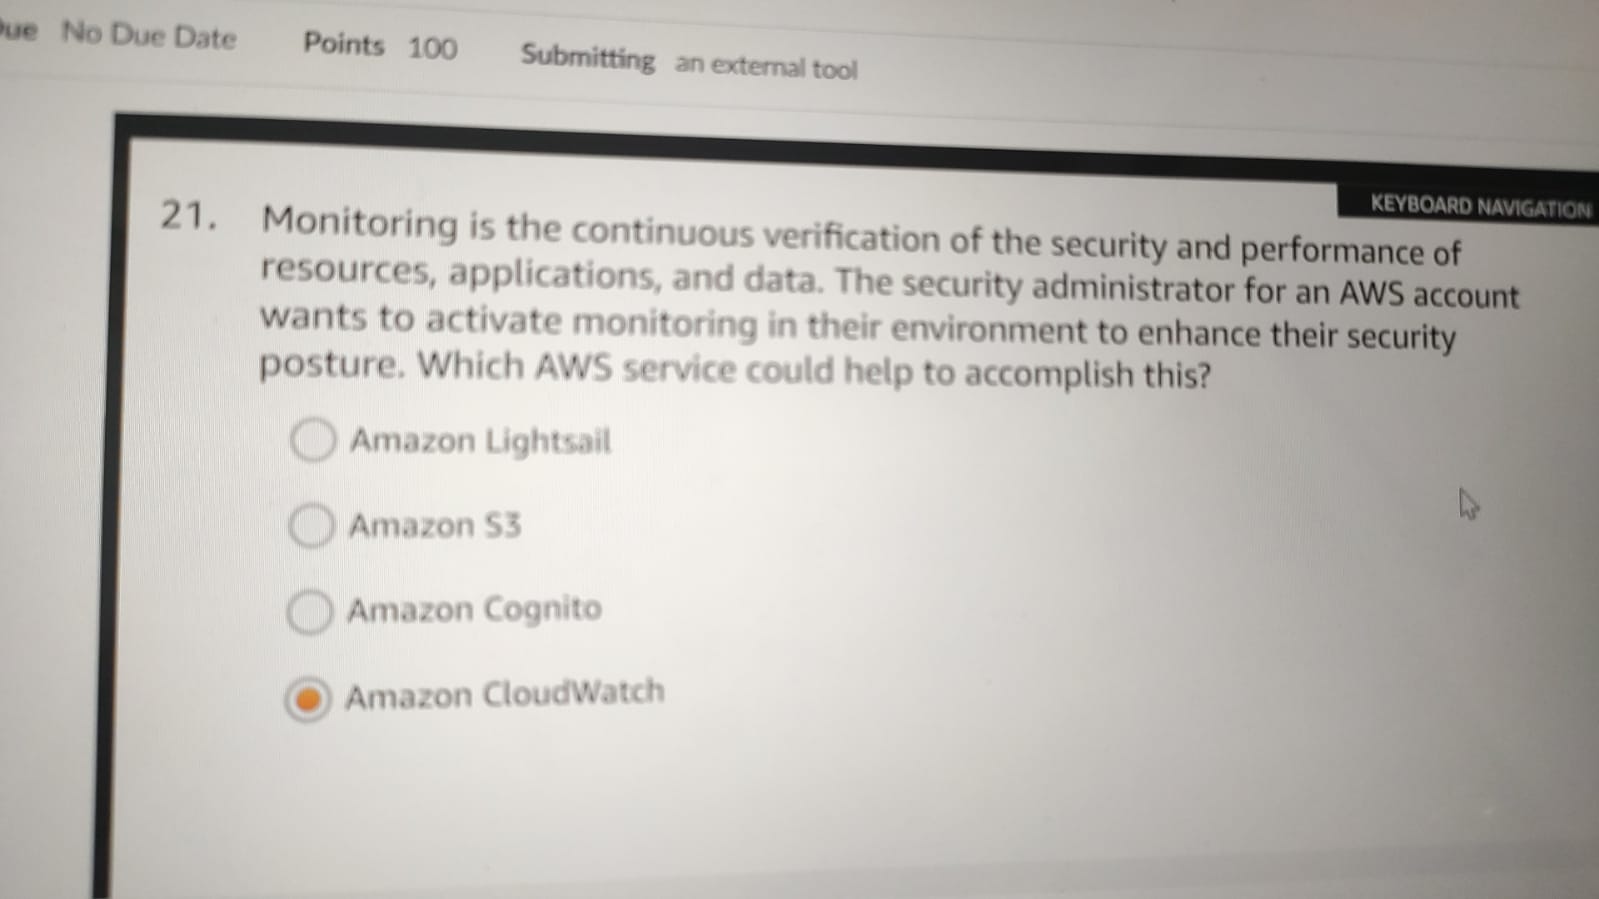 No Due Date Points 100 Submitting an external tool
KEYBOARD NAVIGATION
21. Monitoring is the continuous verification of the security and performance of
resources, applications, and data. The security administrator for an AWS account
wants to activate monitoring in their environment to enhance their security
posture. Which AWS service could help to accomplish this?
Amazon Lightsail
Amazon S3
Amazon Cognito
Amazon CloudWatch